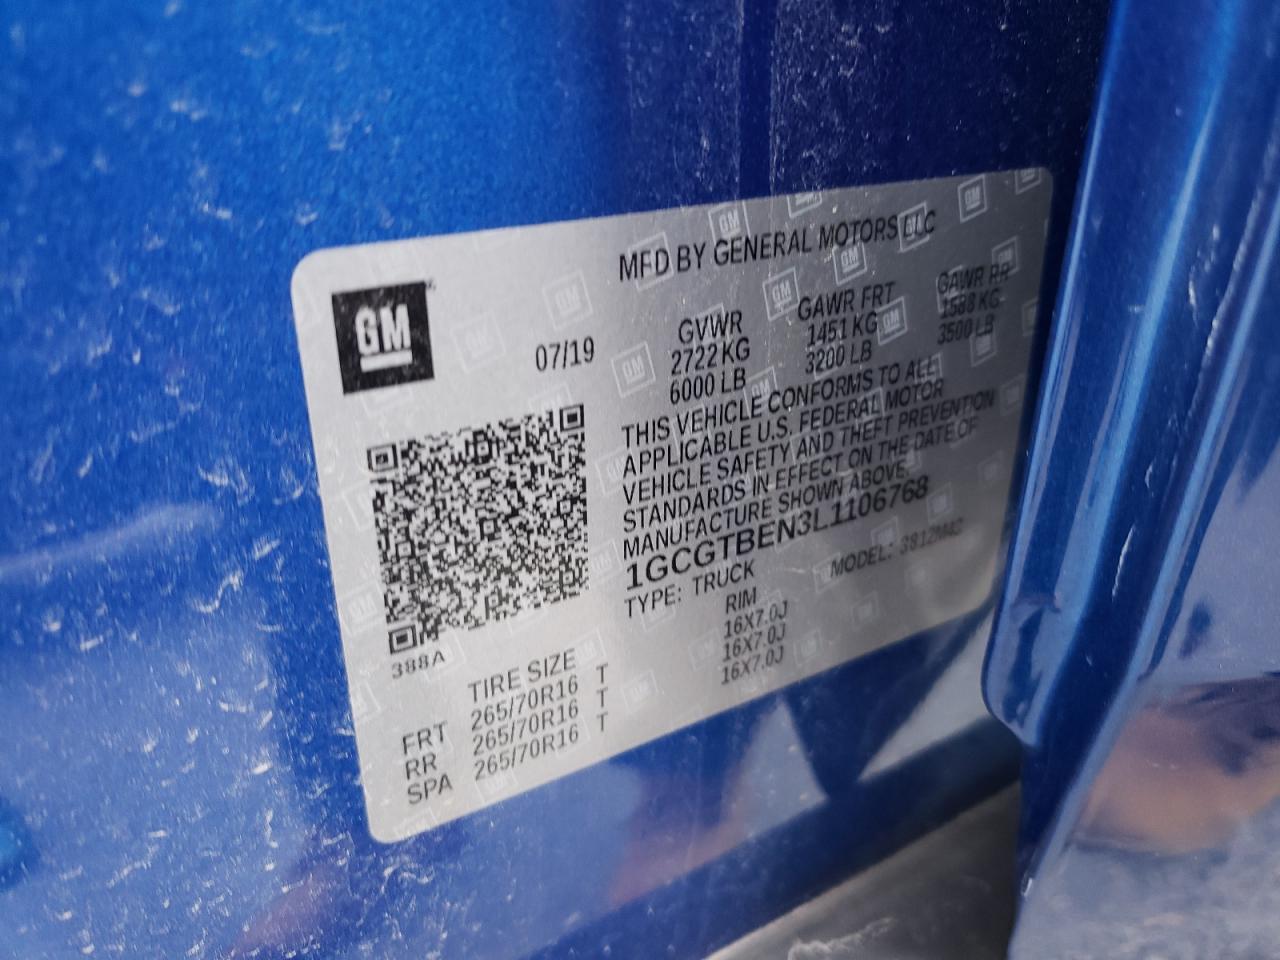 MFD BY GENERAL MOTORS LLC
GM
07/19
GVWR GAWR FRT GAWR RR
2722 KG 1451 KG 1588 KG
6000 LB 3200 LB 3500 LB
THIS VEHICLE CONFORMS TO ALL
APPLICABLE U.S. FEDERAL MOTOR
VEHICLE SAFETY AND THEFT PREVENTION
STANDARDS IN EFFECT ON THE DATE OF
MANUFACTURE SHOWN ABOVE.
1GCGTBEN3L1106768
TYPE: TRUCK MODEL: 3812M43
388A
TIRE SIZE RIM
FRT 265/70R16 T 16X7.0J
RR 265/70R16 T 16X7.0J
SPA 265/70R16 T 16X7.0J